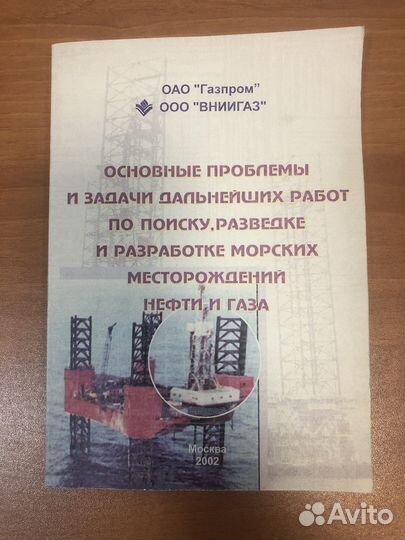 ОАО "Газпром"
ООО "ВНИИГАЗ"
ОСНОВНЫЕ ПРОБЛЕМЫ
И ЗАДАЧИ ДАЛЬНЕЙШИХ РАБОТ
ПО ПОИСКУ, РАЗВЕДКЕ
И РАЗРАБОТКЕ МОРСКИХ
МЕСТОРОЖДЕНИЙ
НЕФТИ И ГАЗА
Москва
2002
Avito